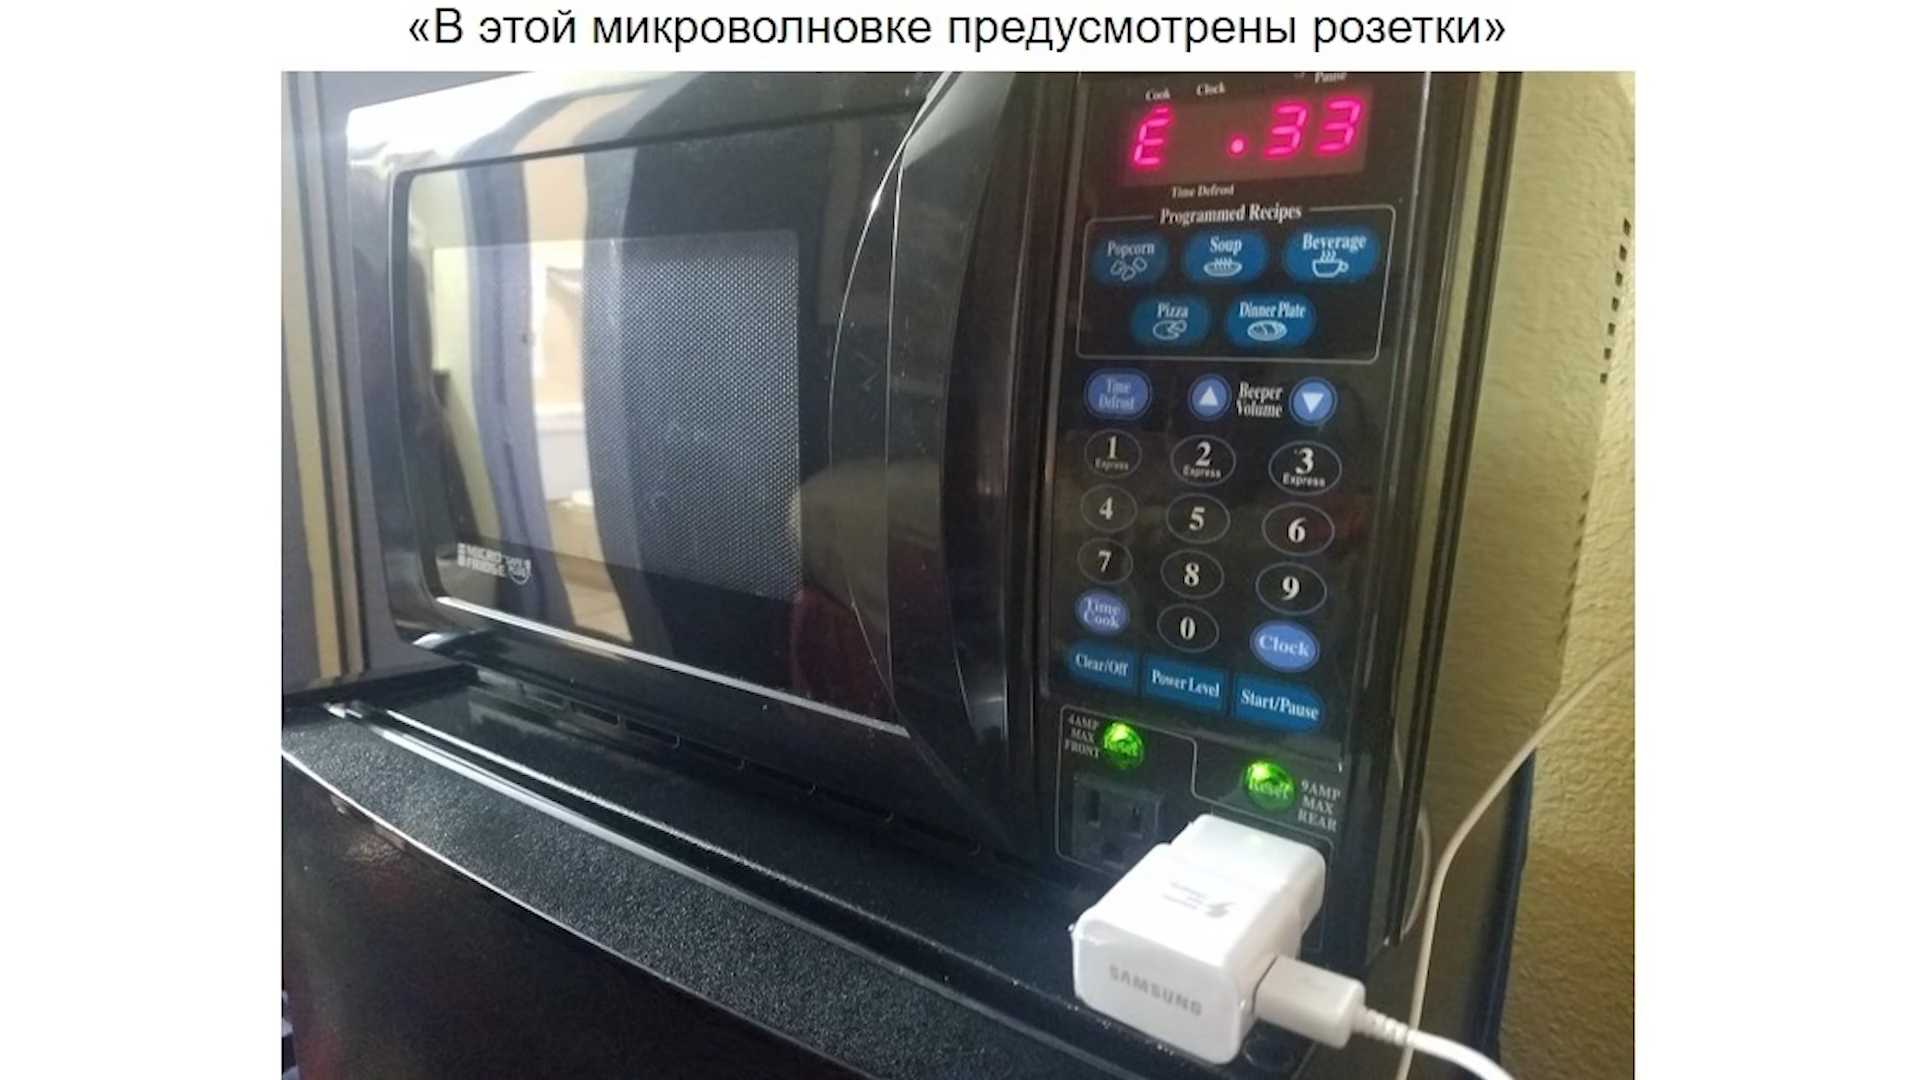 «В этой микроволновке предусмотрены розетки»
Cook Clock Pause
E .33
Time Defrost
Programmed Recipes
Popcorn Soup Beverage
Pizza Dinner Plate
Time Defrost
Beeper Volume
1 Express 2 Express 3 Express
4 5 6
7 8 9
Time Cook 0 Clock
Clear/Off Power Level Start/Pause
4AMP MAX FRONT Reset
Reset 9AMP MAX REAR
MICRO
FRIDGE
SAMSUNG